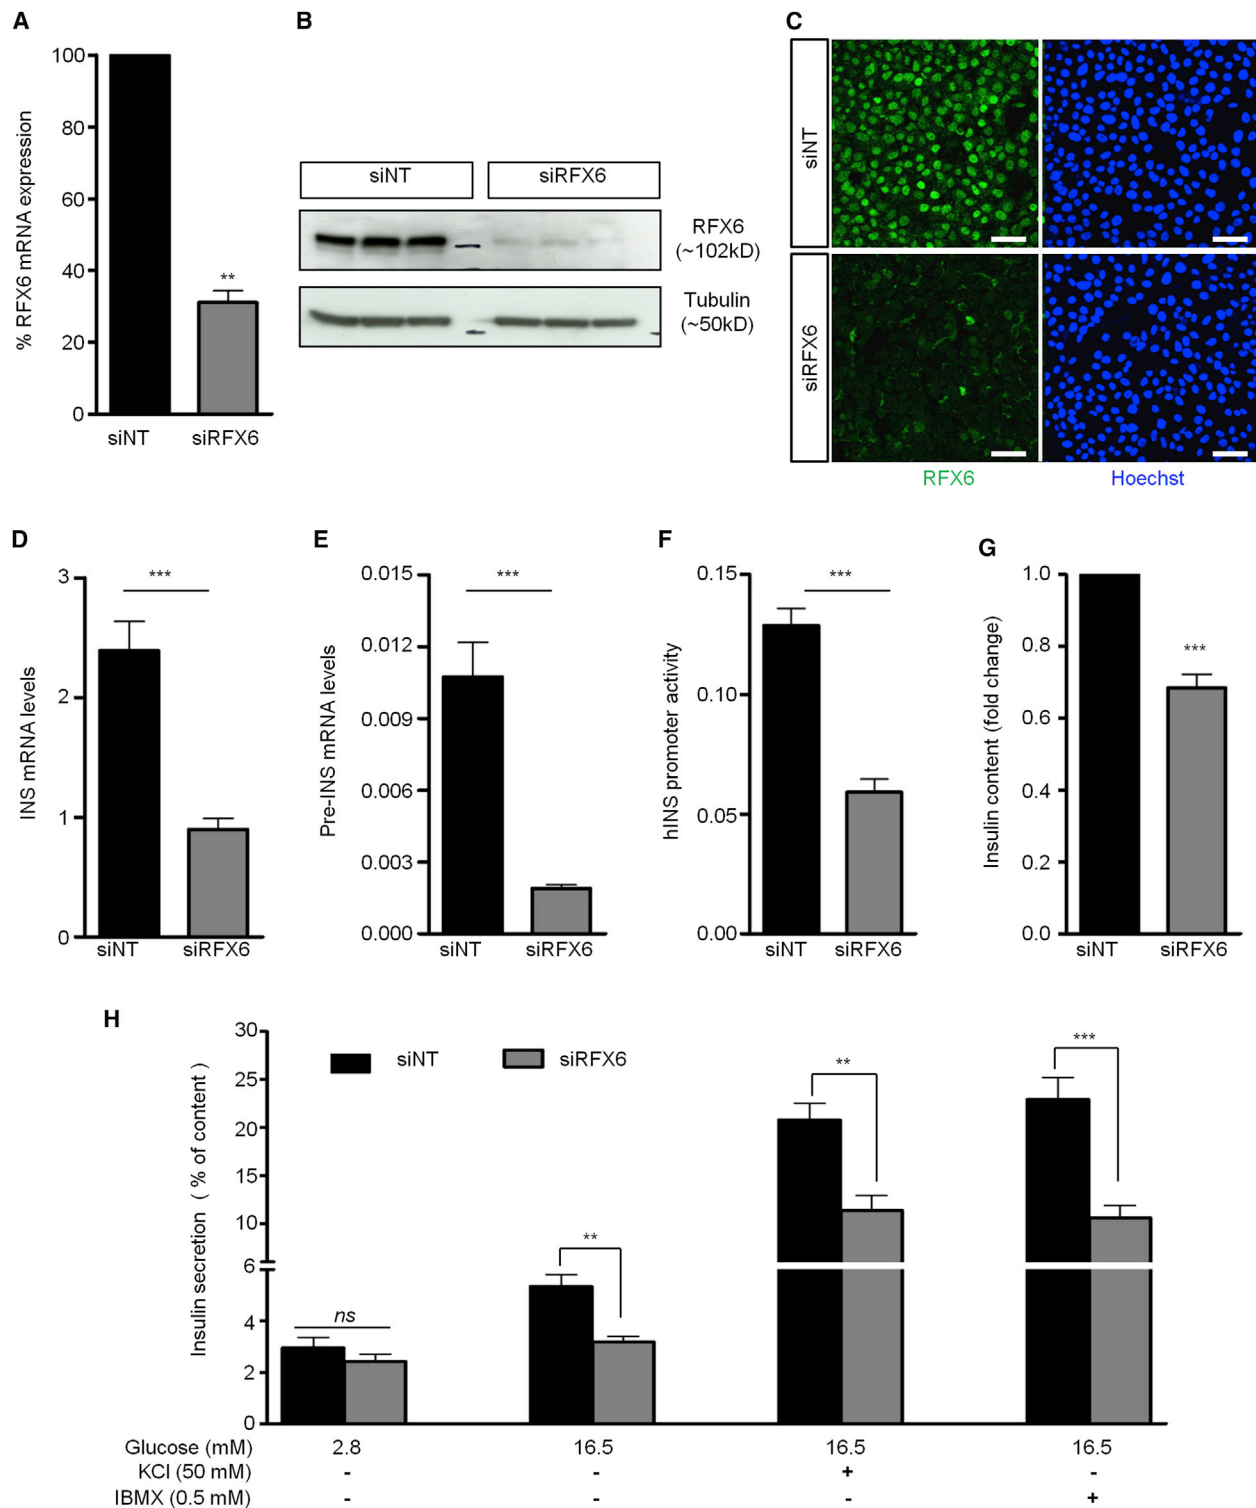 A
% RFX6 mRNA expression
100
80
60
40
20
0
**
siNT
siRFX6
B
siNT
siRFX6
RFX6
(~102kD)
Tubulin
(~50kD)
C
siNT
siRFX6
RFX6
Hoechst
D
INS mRNA levels
3
2
1
0
***
siNT
siRFX6
E
Pre-INS mRNA levels
0.015
0.012
0.009
0.006
0.003
0.000
***
siNT
siRFX6
F
hINS promoter activity
0.15
0.10
0.05
0.00
***
siNT
siRFX6
G
Insulin content (fold change)
1.0
0.8
0.6
0.4
0.2
0.0
***
siNT
siRFX6
H
Insulin secretion ( % of content )
30
25
20
15
10
6
4
2
0
siNT
siRFX6
ns
**
**
***
Glucose (mM) 2.8 16.5 16.5 16.5
KCl (50 mM) - - + -
IBMX (0.5 mM) - - - +